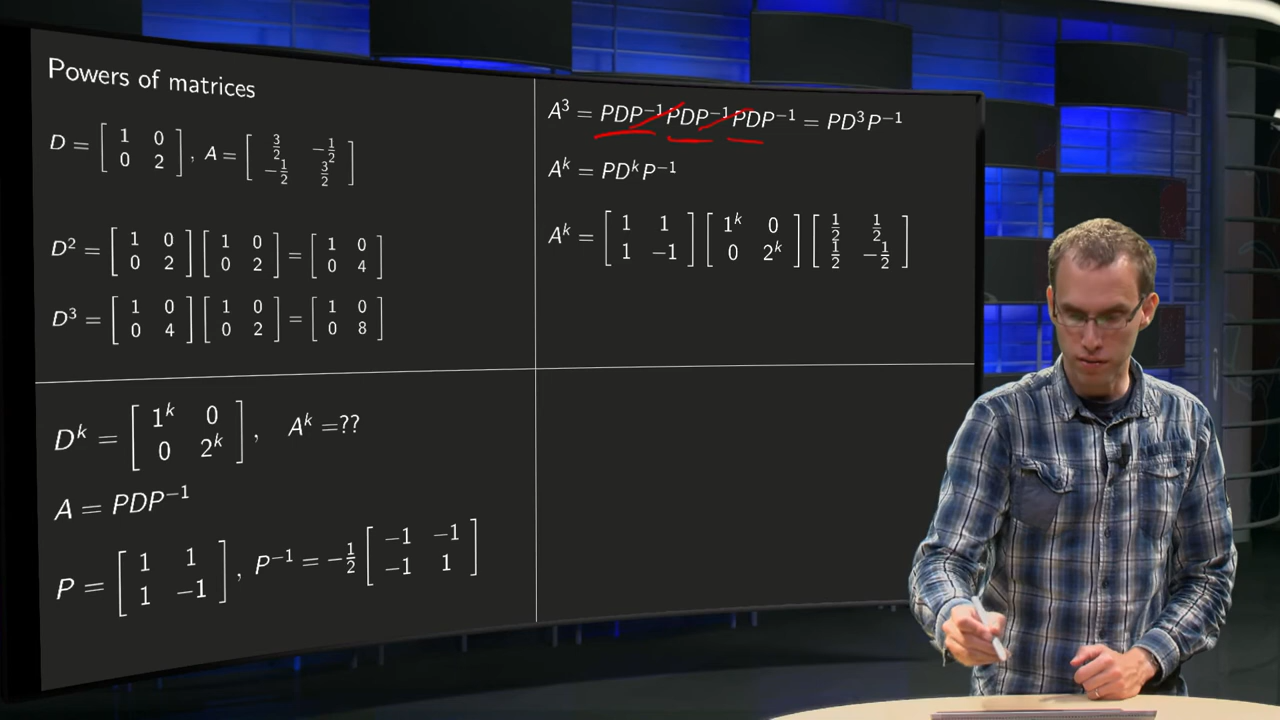 Powers of matrices
D = [ 1 0 ; 0 2 ], A = [ 3/2 −1/2 ; −1/2 3/2 ]
D² = [ 1 0 ; 0 2 ] [ 1 0 ; 0 2 ] = [ 1 0 ; 0 4 ]
D³ = [ 1 0 ; 0 4 ] [ 1 0 ; 0 2 ] = [ 1 0 ; 0 8 ]
Dᵏ = [ 1ᵏ 0 ; 0 2ᵏ ], Aᵏ =??
A = PDP⁻¹
P = [ 1 1 ; 1 −1 ], P⁻¹ = −1/2 [ −1 −1 ; −1 1 ]
A³ = PDP⁻¹PDP⁻¹PDP⁻¹ = PD³P⁻¹
Aᵏ = PDᵏP⁻¹
Aᵏ = [ 1 1 ; 1 −1 ] [ 1ᵏ 0 ; 0 2ᵏ ] [ 1/2 1/2 ; 1/2 −1/2 ]